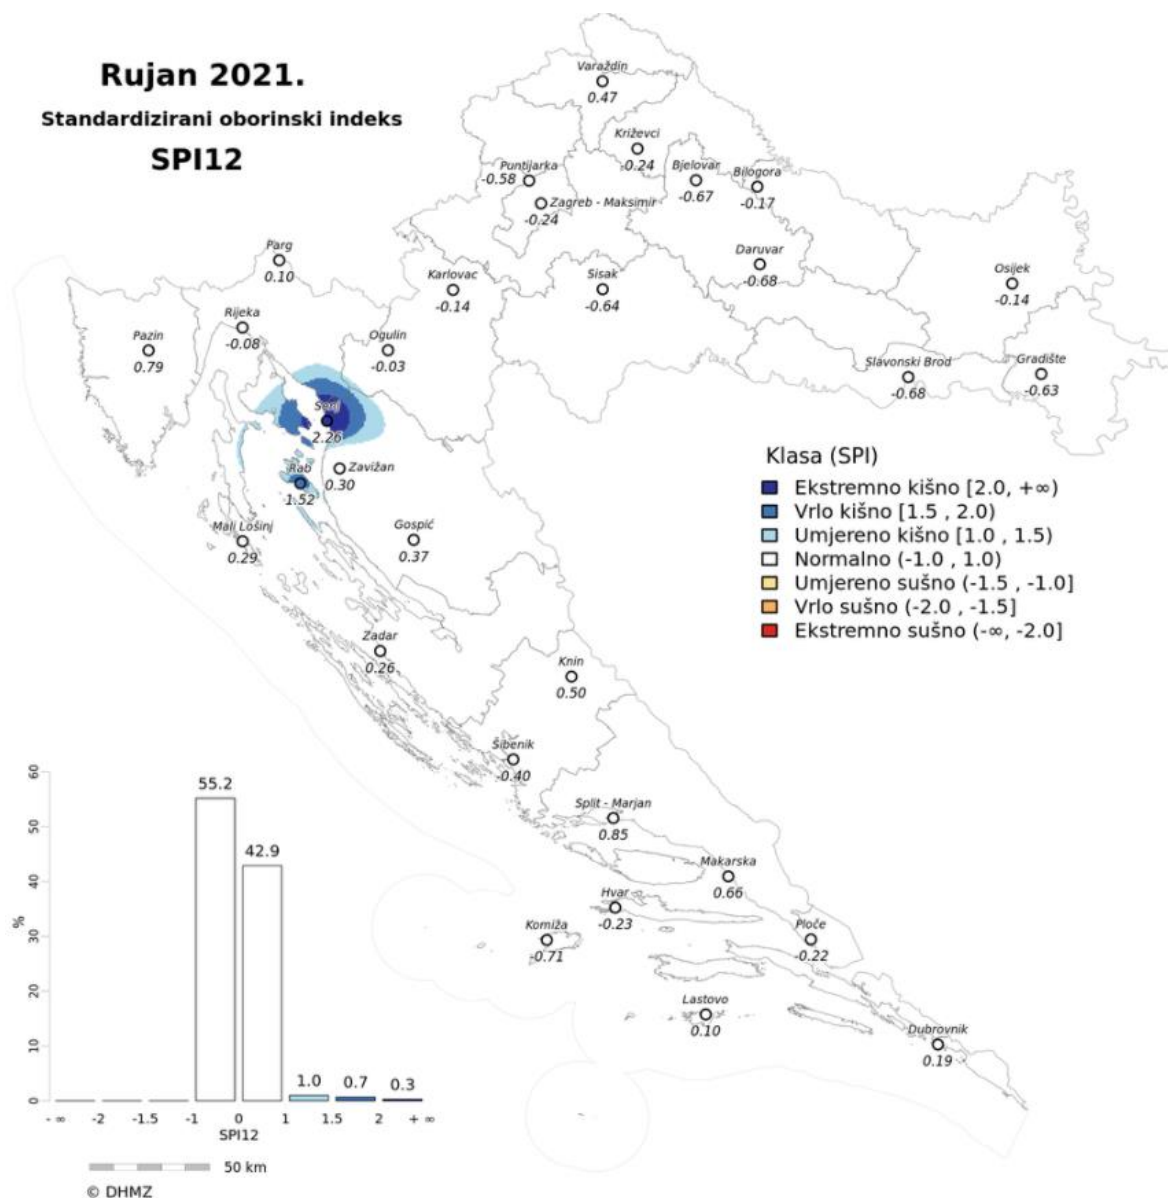 Rujan 2021.
Standardizirani oborinski indeks
SPI12
Varaždin
0.47
Križevci
-0.24
Puntijarka
-0.58
Bjelovar
-0.67
Bilogora
-0.17
Zagreb - Maksimir
-0.24
Parg
0.10
Karlovac
-0.14
Sisak
-0.64
Daruvar
-0.68
Osijek
-0.14
Rijeka
-0.08
Pazin
0.79
Ogulin
-0.03
Slavonski Brod
-0.68
Gradište
-0.63
Senj
2.26
Rab
1.52
Zavižan
0.30
Mali Lošinj
0.29
Gospić
0.37
Klasa (SPI)
Ekstremno kišno [2.0, +∞)
Vrlo kišno [1.5 , 2.0)
Umjereno kišno [1.0 , 1.5)
Normalno (-1.0 , 1.0)
Umjereno sušno (-1.5 , -1.0]
Vrlo sušno (-2.0 , -1.5]
Ekstremno sušno (-∞, -2.0]
Zadar
0.26
Knin
0.50
Šibenik
-0.40
Split - Marjan
0.85
Makarska
0.66
Hvar
-0.23
Komiža
-0.71
Ploče
-0.22
Lastovo
0.10
Dubrovnik
0.19
60
50
40
30
20
10
0
%
55.2
42.9
1.0
0.7
0.3
- ∞ -2 -1.5 -1 0 1 1.5 2 + ∞
SPI12
50 km
© DHMZ